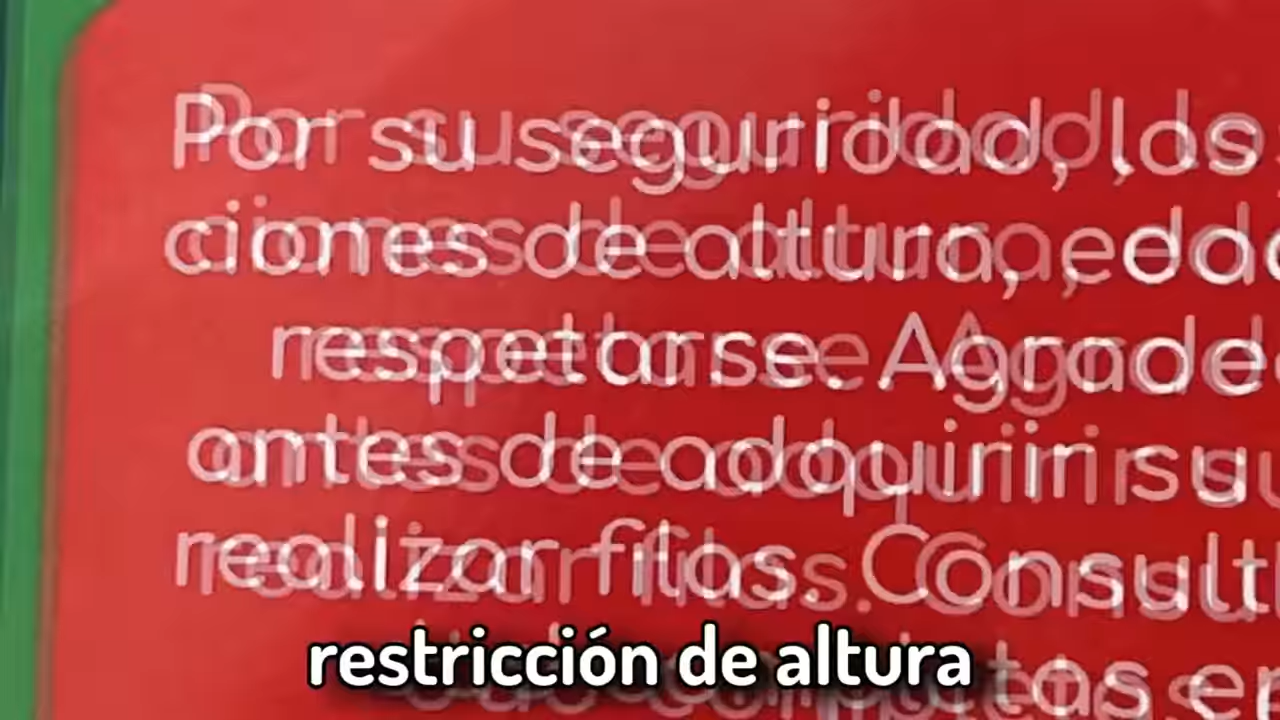 Por su seguridad, las
ciones de altura, edad
respetarse. Agrade
antes de adquirir su
realizar filas. Consult
restricción de altura